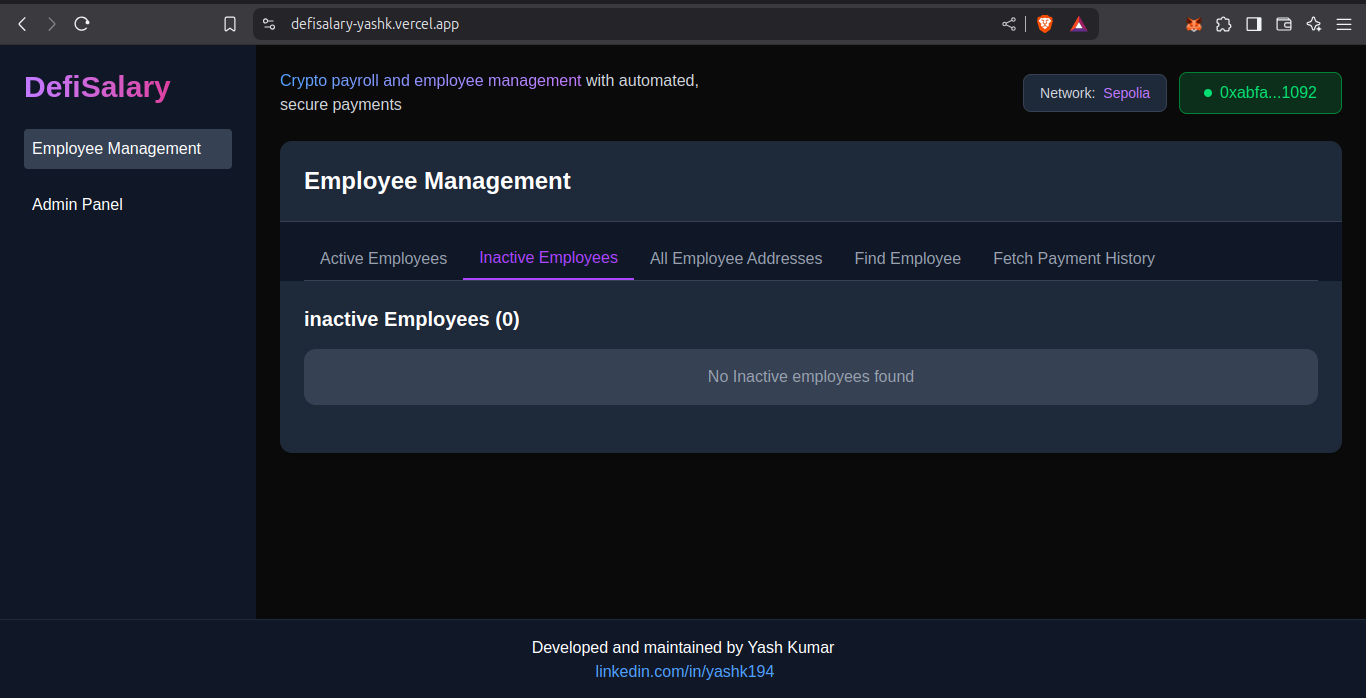 defisalary-yashk.vercel.app
DefiSalary
Employee Management
Admin Panel
Crypto payroll and employee management with automated,
secure payments
Network: Sepolia
0xabfa...1092
Employee Management
Active Employees
Inactive Employees
All Employee Addresses
Find Employee
Fetch Payment History
inactive Employees (0)
No Inactive employees found
Developed and maintained by Yash Kumar
linkedin.com/in/yashk194